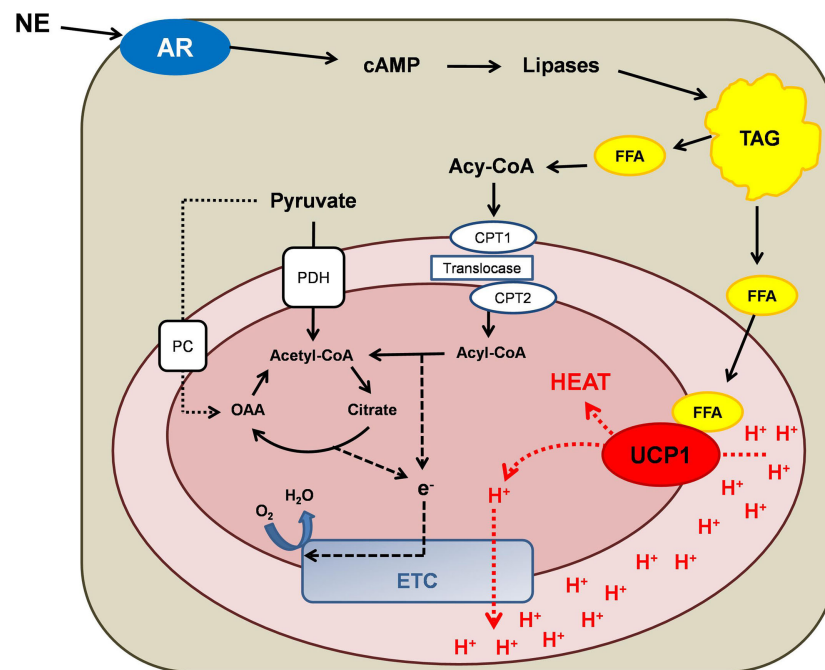 NE
AR
cAMP
Lipases
TAG
FFA
Acy-CoA
Pyruvate
CPT1
Translocase
PDH
CPT2
FFA
PC
Acetyl-CoA
Acyl-CoA
HEAT
FFA
OAA
Citrate
UCP1
H⁺ H⁺
H⁺
e⁻
H⁺
H⁺
H⁺
H₂O
O₂
H⁺
H⁺
H⁺ H⁺
ETC
H⁺
H⁺
H⁺
H⁺
H⁺
H⁺ H⁺